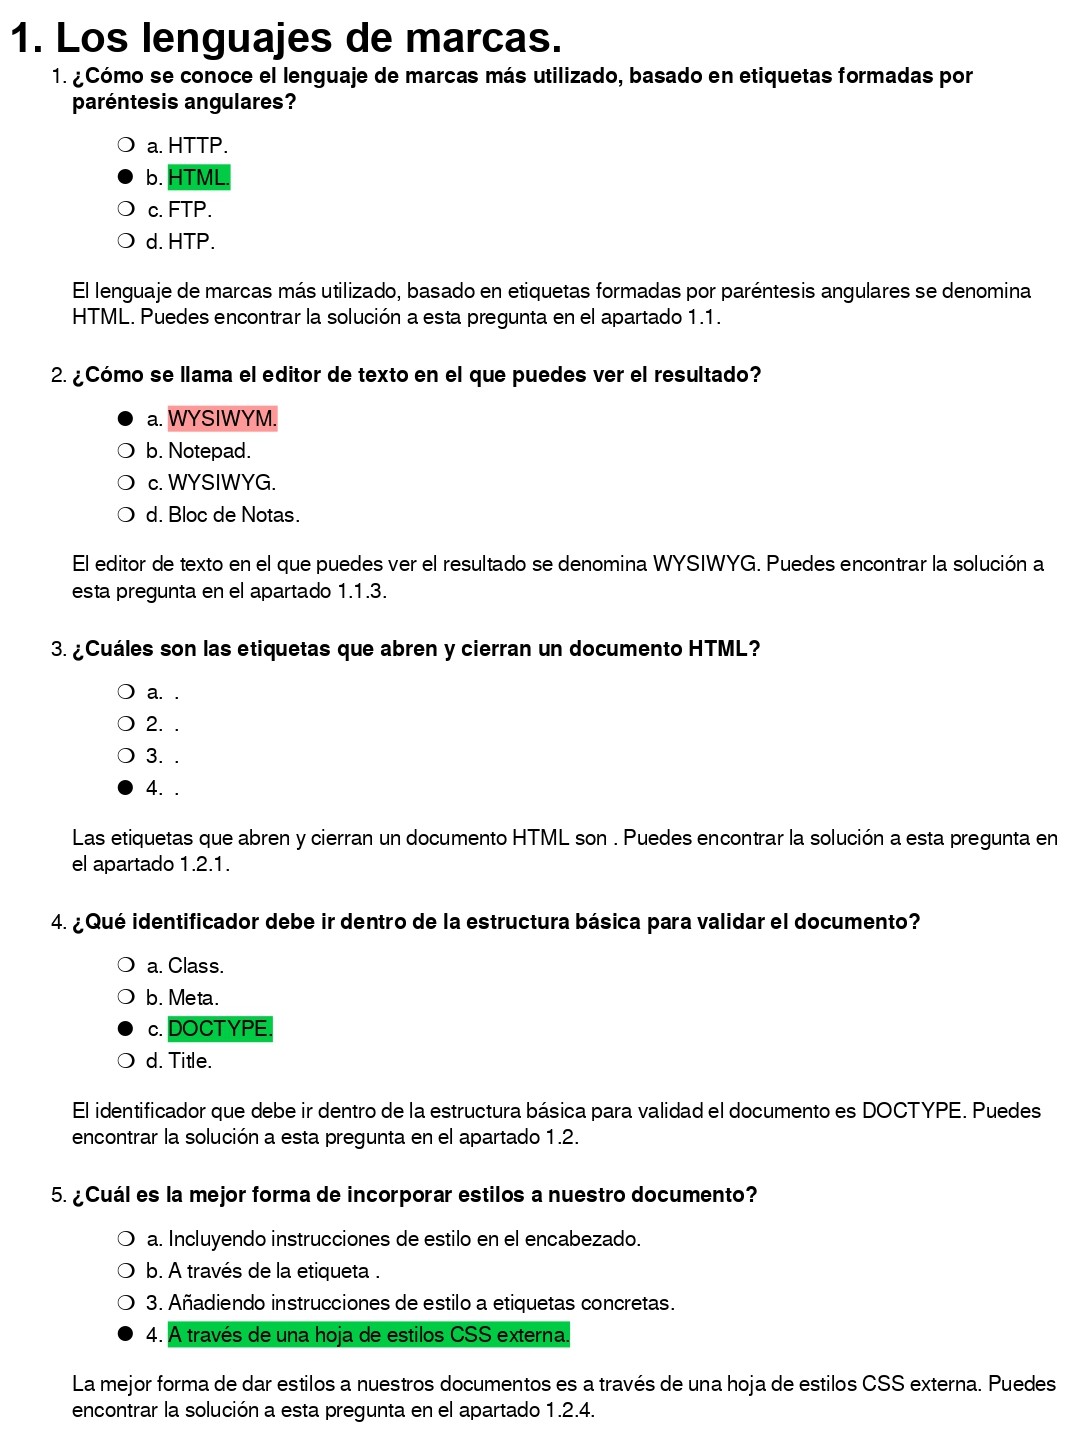 1. Los lenguajes de marcas.
1. ¿Cómo se conoce el lenguaje de marcas más utilizado, basado en etiquetas formadas por
paréntesis angulares?
a. HTTP.
b. HTML.
c. FTP.
d. HTP.
El lenguaje de marcas más utilizado, basado en etiquetas formadas por paréntesis angulares se denomina
HTML. Puedes encontrar la solución a esta pregunta en el apartado 1.1.
2. ¿Cómo se llama el editor de texto en el que puedes ver el resultado?
a. WYSIWYM.
b. Notepad.
c. WYSIWYG.
d. Bloc de Notas.
El editor de texto en el que puedes ver el resultado se denomina WYSIWYG. Puedes encontrar la solución a
esta pregunta en el apartado 1.1.3.
3. ¿Cuáles son las etiquetas que abren y cierran un documento HTML?
a. .
2. .
3. .
4. .
Las etiquetas que abren y cierran un documento HTML son . Puedes encontrar la solución a esta pregunta en
el apartado 1.2.1.
4. ¿Qué identificador debe ir dentro de la estructura básica para validar el documento?
a. Class.
b. Meta.
c. DOCTYPE.
d. Title.
El identificador que debe ir dentro de la estructura básica para validad el documento es DOCTYPE. Puedes
encontrar la solución a esta pregunta en el apartado 1.2.
5. ¿Cuál es la mejor forma de incorporar estilos a nuestro documento?
a. Incluyendo instrucciones de estilo en el encabezado.
b. A través de la etiqueta .
3. Añadiendo instrucciones de estilo a etiquetas concretas.
4. A través de una hoja de estilos CSS externa.
La mejor forma de dar estilos a nuestros documentos es a través de una hoja de estilos CSS externa. Puedes
encontrar la solución a esta pregunta en el apartado 1.2.4.